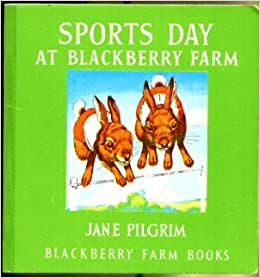 SPORTS DAY
AT BLACKBERRY FARM
JANE PILGRIM
BLACKBERRY FARM BOOKS